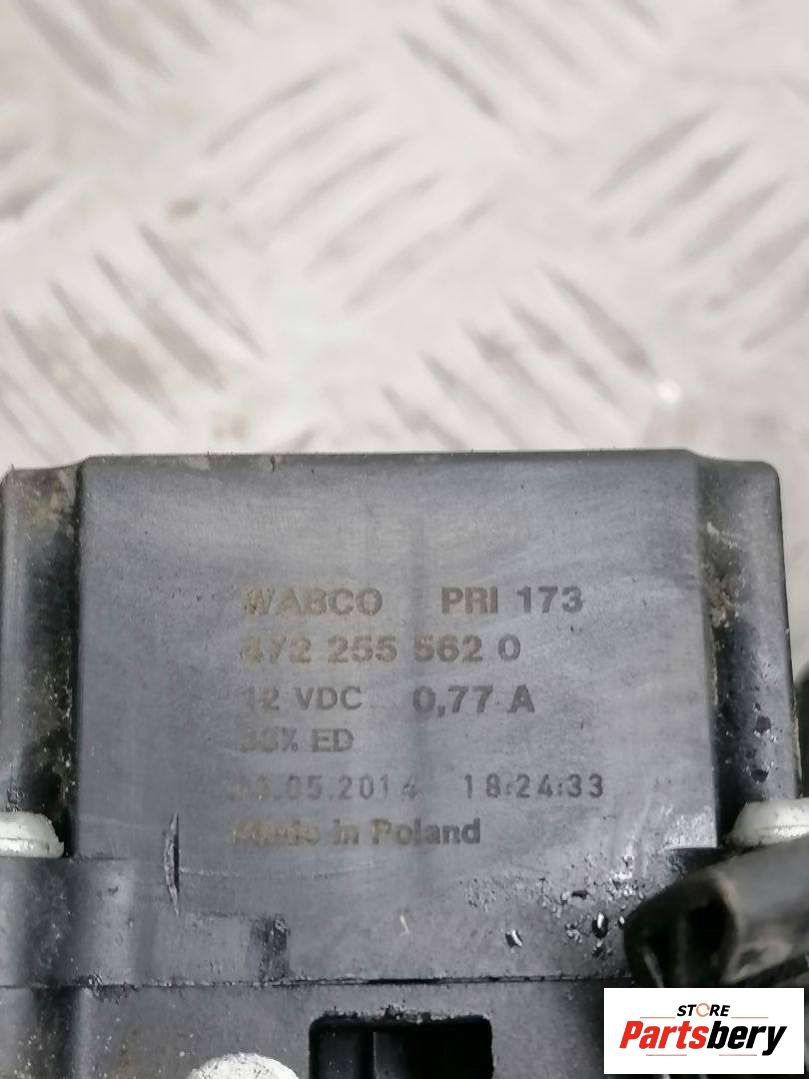 WABCO PRI 173
472 255 562 0
12 VDC 0,77 A
33% ED
.05.2014 18:24:33
Made in Poland
STORE
Partsbery